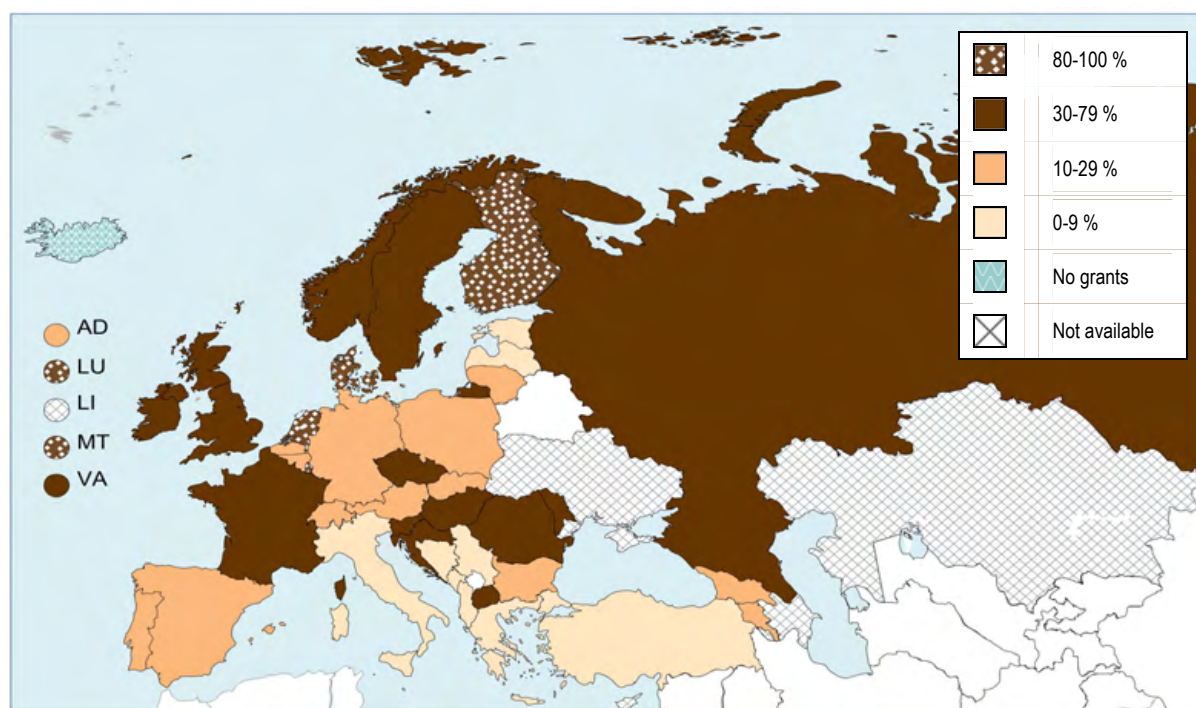 80-100 %
30-79 %
10-29 %
0-9 %
No grants
Not available
AD
LU
LI
MT
VA